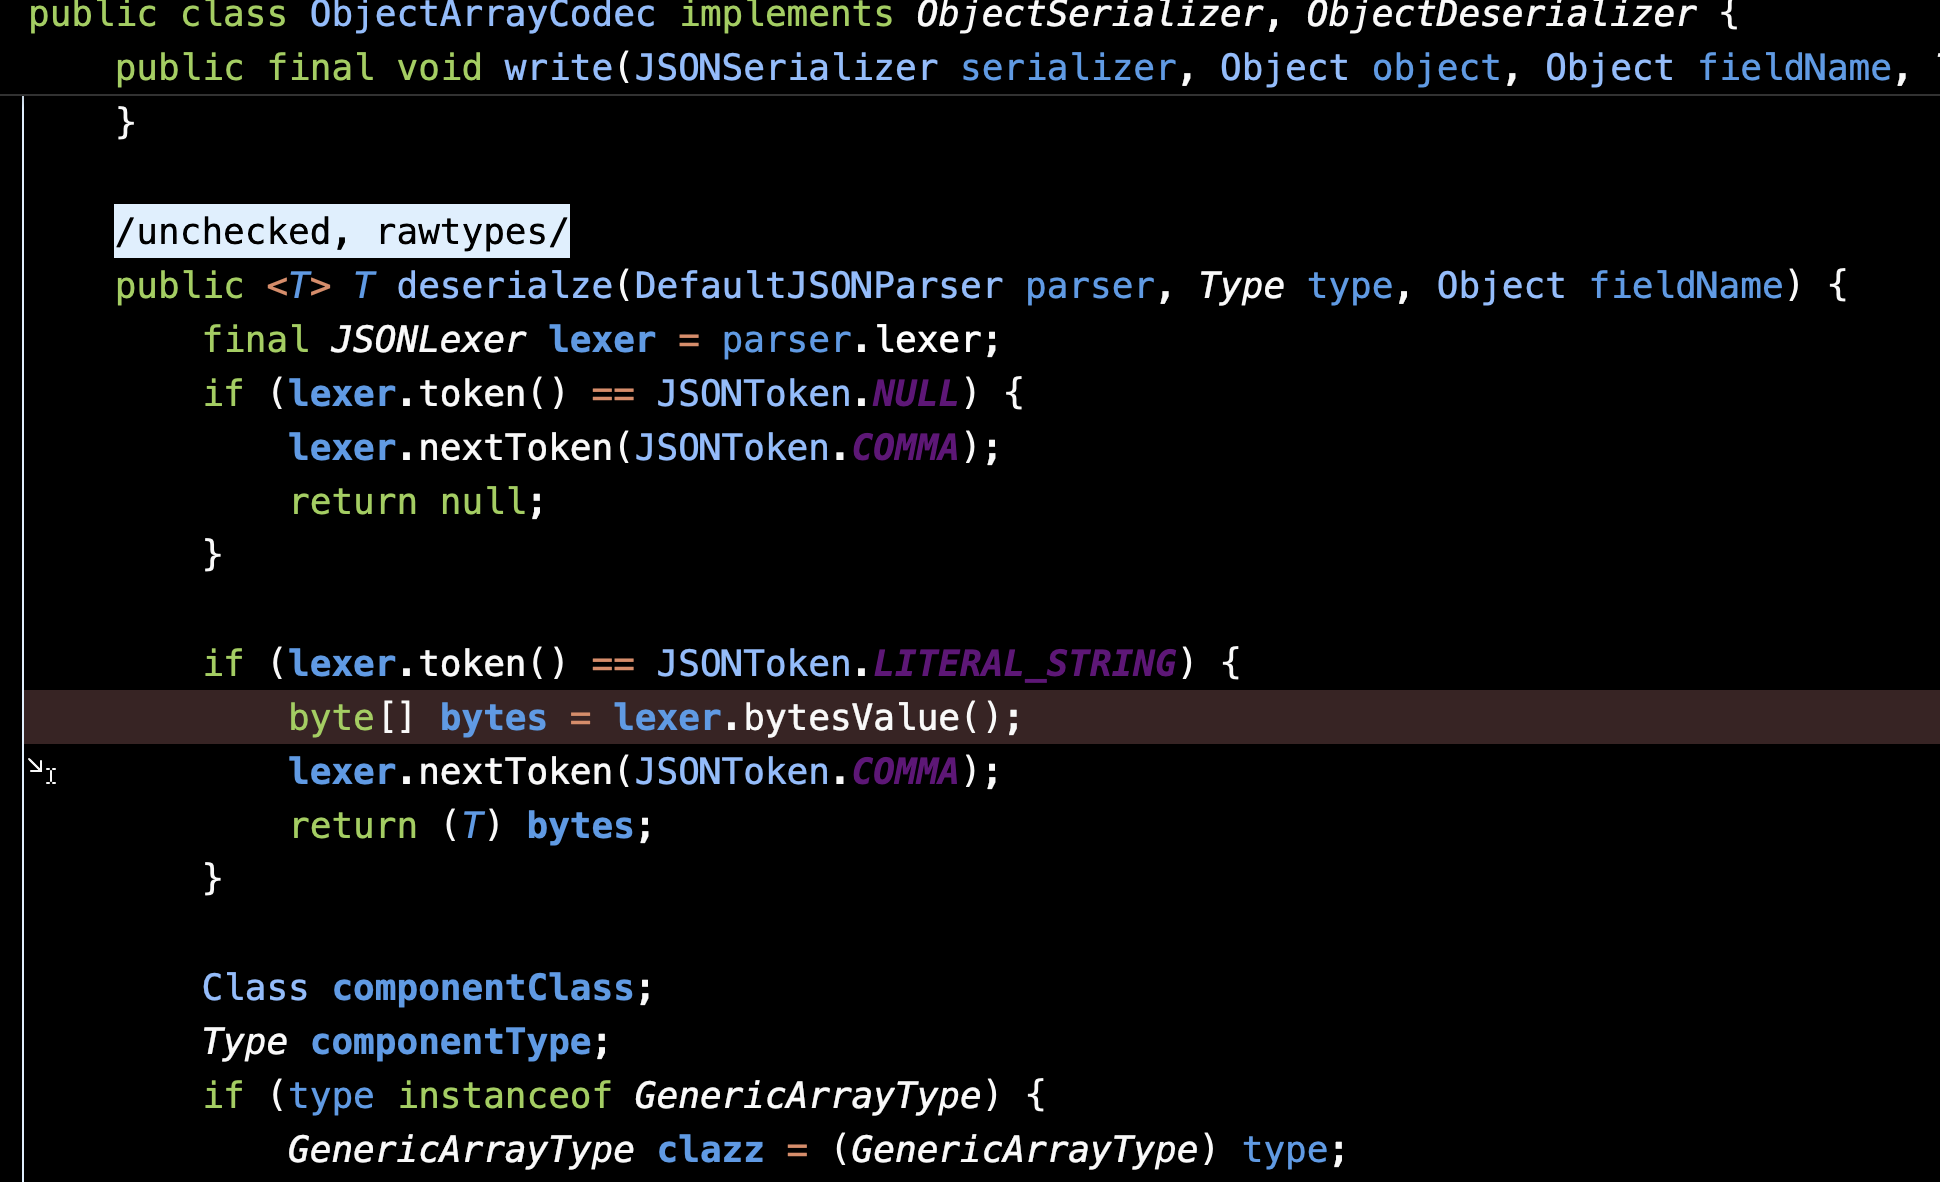 public class ObjectArrayCodec implements ObjectSerializer, ObjectDeserializer {
public final void write(JSONSerializer serializer, Object object, Object fieldName,
}
/unchecked, rawtypes/
public <T> T deserialze(DefaultJSONParser parser, Type type, Object fieldName) {
final JSONLexer lexer = parser.lexer;
if (lexer.token() == JSONToken.NULL) {
lexer.nextToken(JSONToken.COMMA);
return null;
}
if (lexer.token() == JSONToken.LITERAL_STRING) {
byte[] bytes = lexer.bytesValue();
lexer.nextToken(JSONToken.COMMA);
return (T) bytes;
}
Class componentClass;
Type componentType;
if (type instanceof GenericArrayType) {
GenericArrayType clazz = (GenericArrayType) type;